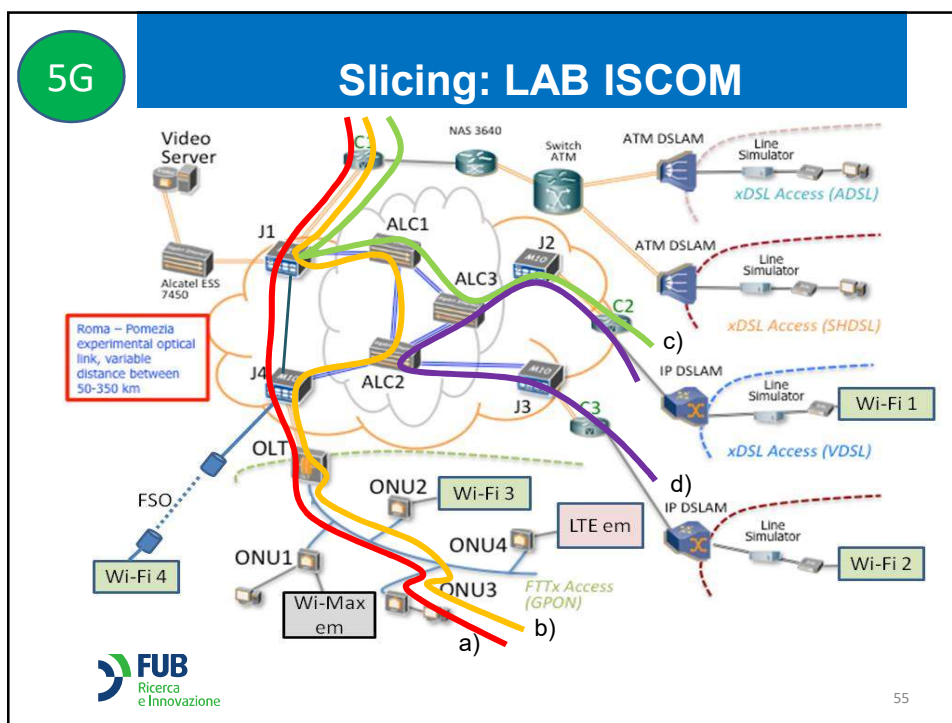 5G
Slicing: LAB ISCOM
Video
Server
C1
NAS 3640
Switch
ATM
ATM DSLAM
Line
Simulator
xDSL Access (ADSL)
J1
ALC1
J2
M10
ALC3
ATM DSLAM
Line
Simulator
Alcatel ESS
7450
C2
xDSL Access (SHDSL)
c)
Roma – Pomezia
experimental optical
link, variable
distance between
50-350 km
J4
M10
ALC2
M10
J3
C3
IP DSLAM
Line
Simulator
Wi-Fi 1
xDSL Access (VDSL)
OLT
d)
FSO
ONU2
Wi-Fi 3
LTE em
IP DSLAM
Line
Simulator
Wi-Fi 2
ONU1
ONU4
Wi-Fi 4
FTTx Access
(GPON)
Wi-Max
em
ONU3
a)
b)
FUB
Ricerca
e Innovazione
55